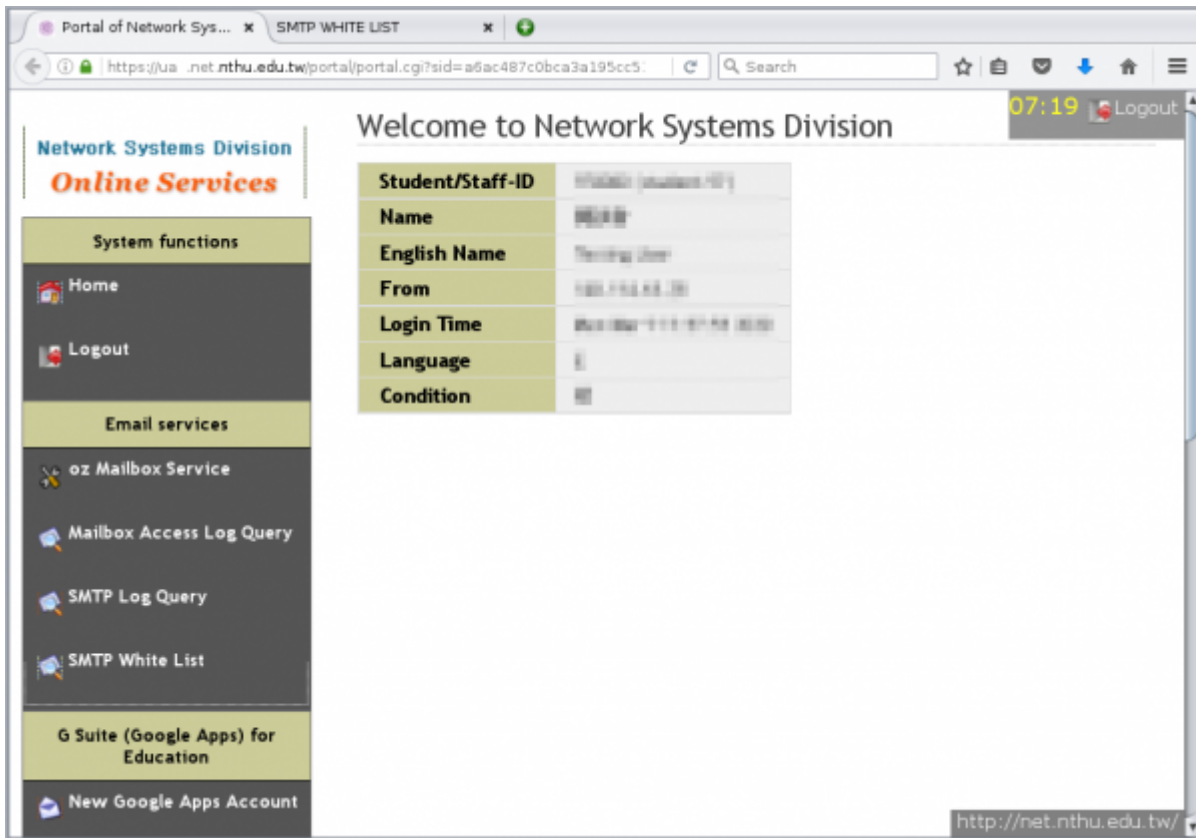 Portal of Network Sys...
SMTP WHITE LIST
https://ua .net.nthu.edu.tw/portal/portal.cgi?sid=a6ac487c0bca3a195cc5
Search
07:19 Logout
Network Systems Division
Online Services
System functions
Home
Logout
Email services
oz Mailbox Service
Mailbox Access Log Query
SMTP Log Query
SMTP White List
G Suite (Google Apps) for
Education
New Google Apps Account
Welcome to Network Systems Division
Student/Staff-ID
Name
English Name
From
Login Time
Language
Condition
http://net.nthu.edu.tw/